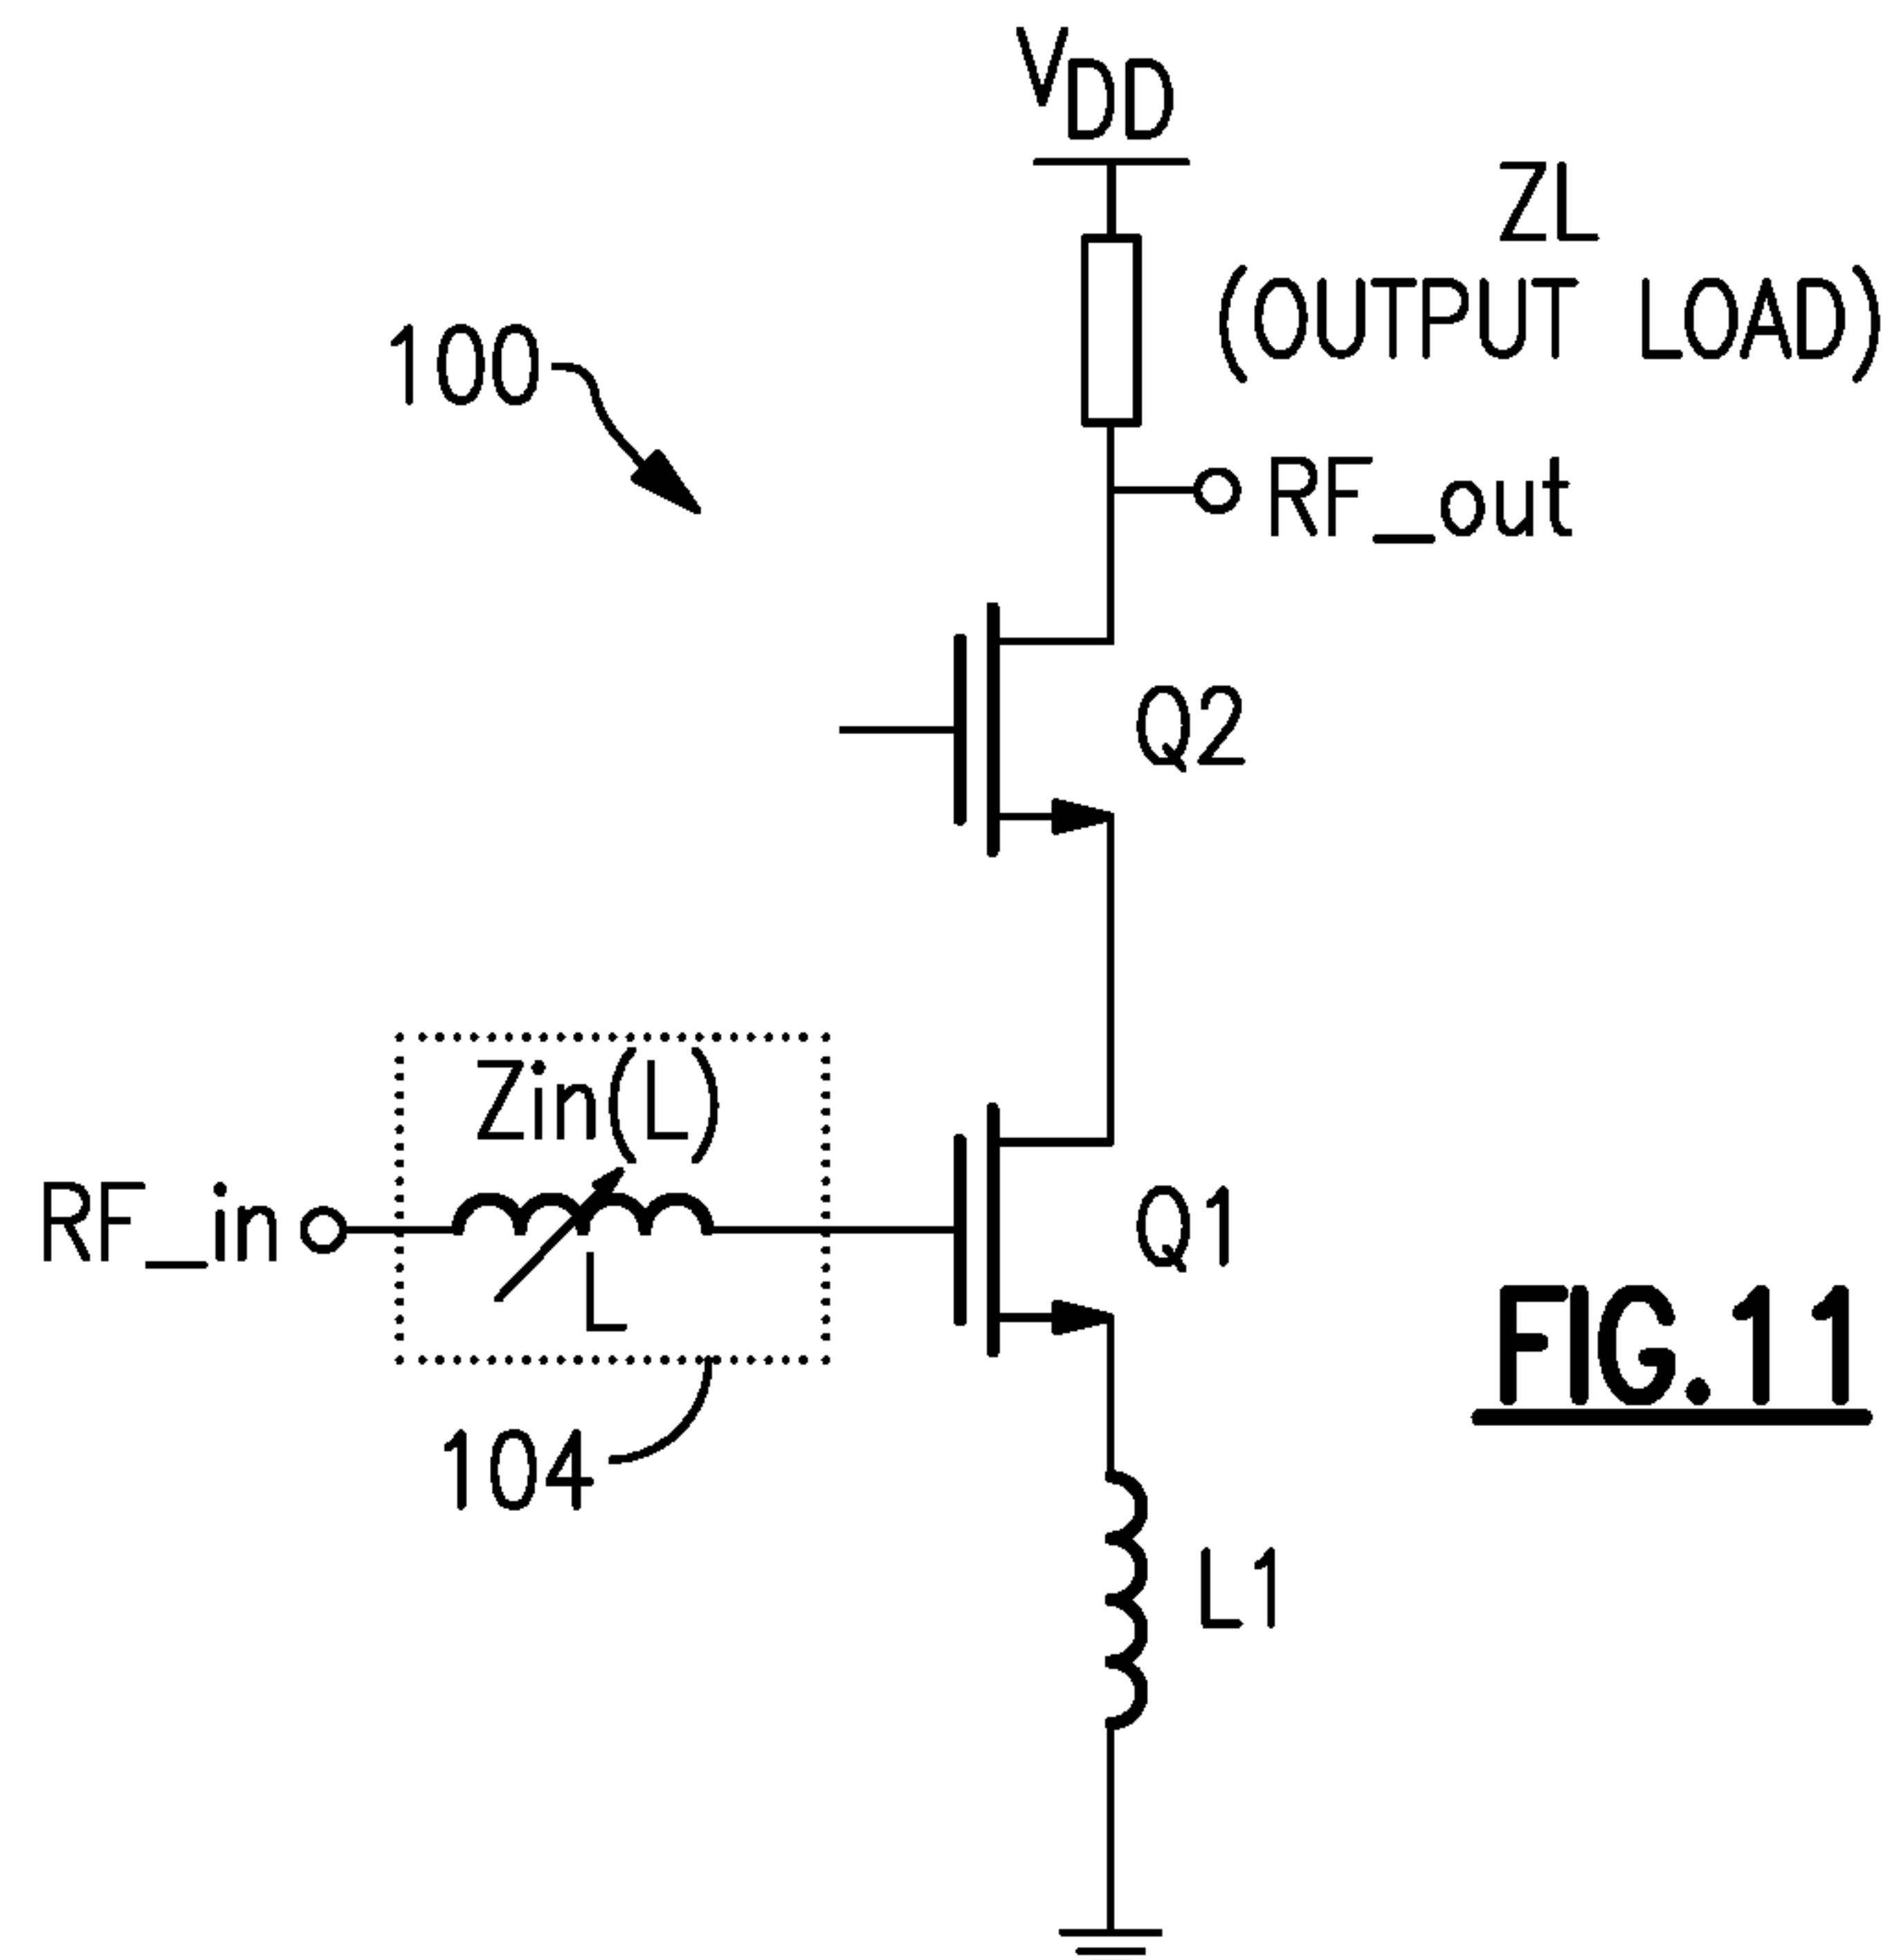 VDD
ZL
(OUTPUT LOAD)
100
RF_out
Q2
Zin(L)
RF_in
L
Q1
104
L1
FIG.11